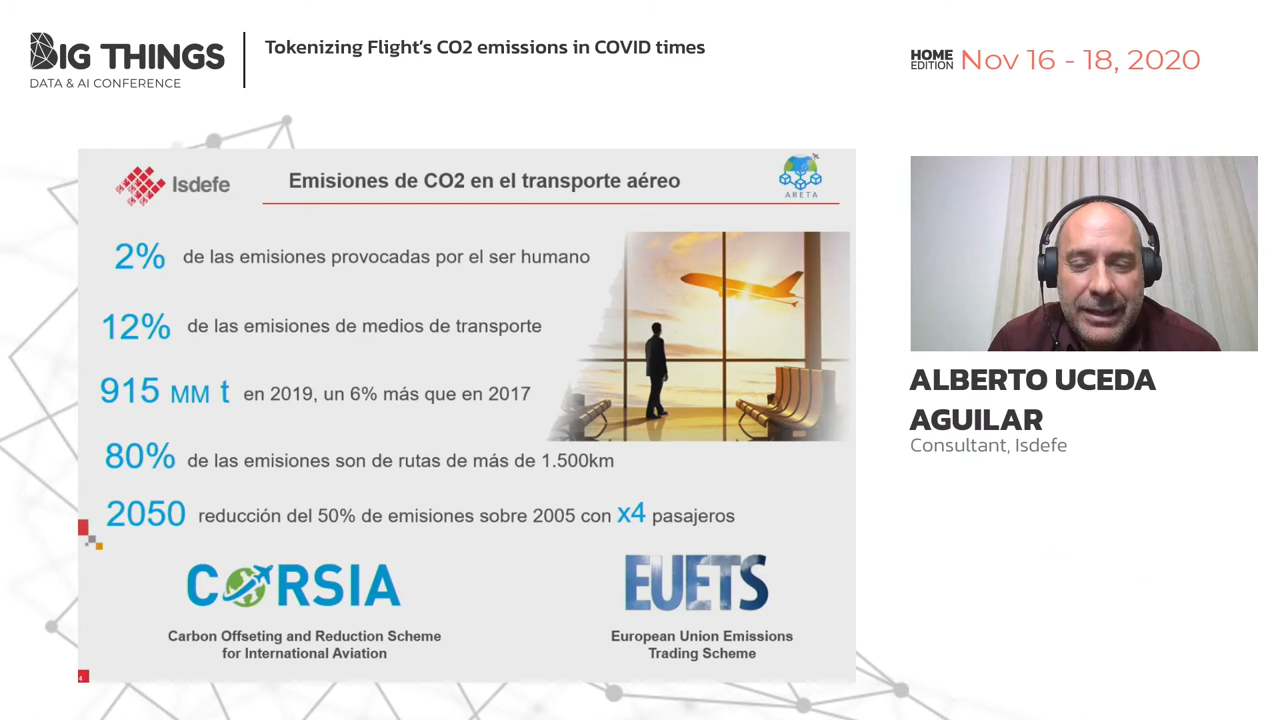 BIG THINGS
DATA & AI CONFERENCE
Tokenizing Flight's CO2 emissions in COVID times
HOME
EDITION
Nov 16 - 18, 2020
Isdefe
Emisiones de CO2 en el transporte aéreo
ARETA
2% de las emisiones provocadas por el ser humano
12% de las emisiones de medios de transporte
915 MM t en 2019, un 6% más que en 2017
80% de las emisiones son de rutas de más de 1.500km
2050 reducción del 50% de emisiones sobre 2005 con x4 pasajeros
CORSIA
Carbon Offseting and Reduction Scheme
for International Aviation
EUETS
European Union Emissions
Trading Scheme
4
ALBERTO UCEDA
AGUILAR
Consultant, Isdefe